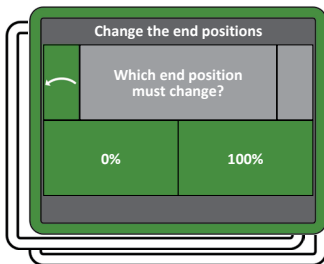 Change the end positions
Which end position
must change?
0%
100%